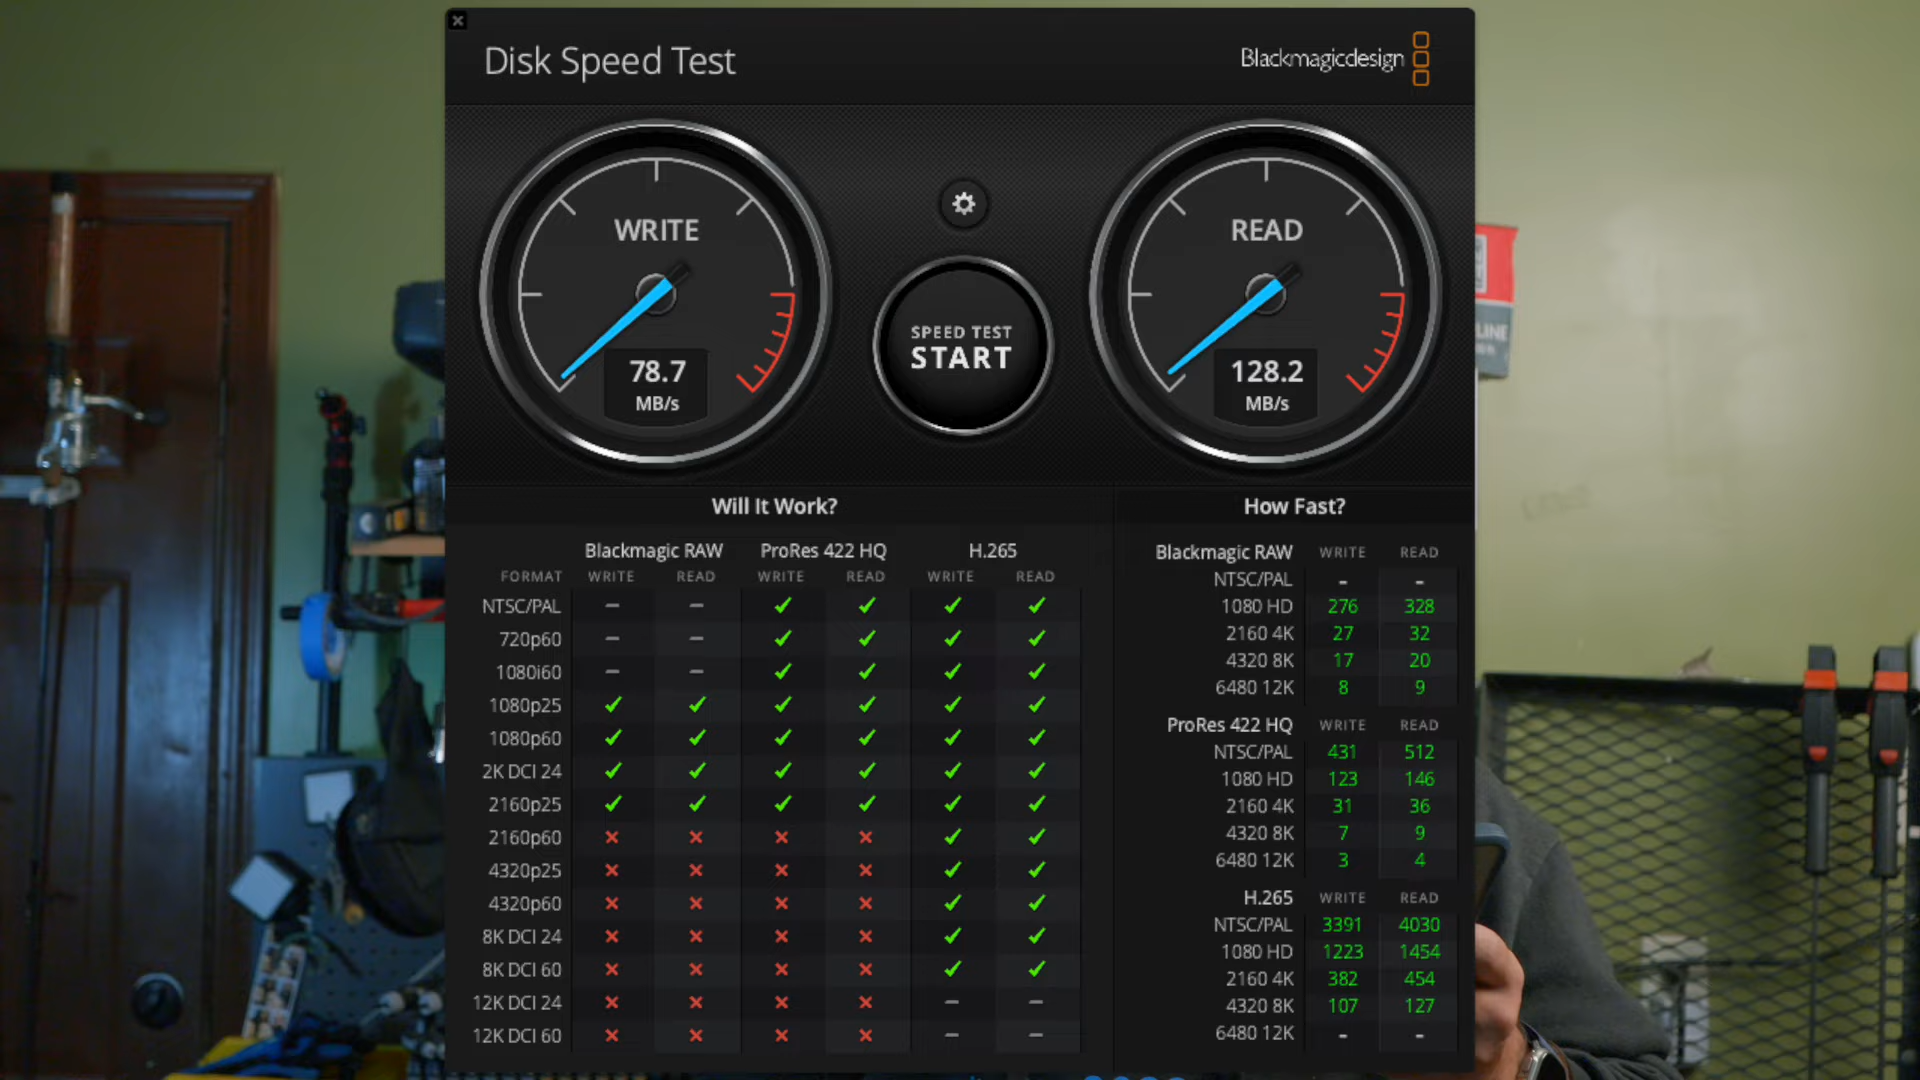 Disk Speed Test
Blackmagicdesign
WRITE
78.7
MB/s
SPEED TEST
START
READ
128.2
MB/s
Will It Work?
Blackmagic RAW ProRes 422 HQ H.265
FORMAT WRITE READ WRITE READ WRITE READ
NTSC/PAL – – ✓ ✓ ✓ ✓
720p60 – – ✓ ✓ ✓ ✓
1080i60 – – ✓ ✓ ✓ ✓
1080p25 ✓ ✓ ✓ ✓ ✓ ✓
1080p60 ✓ ✓ ✓ ✓ ✓ ✓
2K DCI 24 ✓ ✓ ✓ ✓ ✓ ✓
2160p25 ✓ ✓ ✓ ✓ ✓ ✓
2160p60 × × × × ✓ ✓
4320p25 × × × × ✓ ✓
4320p60 × × × × ✓ ✓
8K DCI 24 × × × × ✓ ✓
8K DCI 60 × × × × ✓ ✓
12K DCI 24 × × × × – –
12K DCI 60 × × × × – –
How Fast?
Blackmagic RAW WRITE READ
NTSC/PAL - -
1080 HD 276 328
2160 4K 27 32
4320 8K 17 20
6480 12K 8 9
ProRes 422 HQ WRITE READ
NTSC/PAL 431 512
1080 HD 123 146
2160 4K 31 36
4320 8K 7 9
6480 12K 3 4
H.265 WRITE READ
NTSC/PAL 3391 4030
1080 HD 1223 1454
2160 4K 382 454
4320 8K 107 127
6480 12K - -
LINE